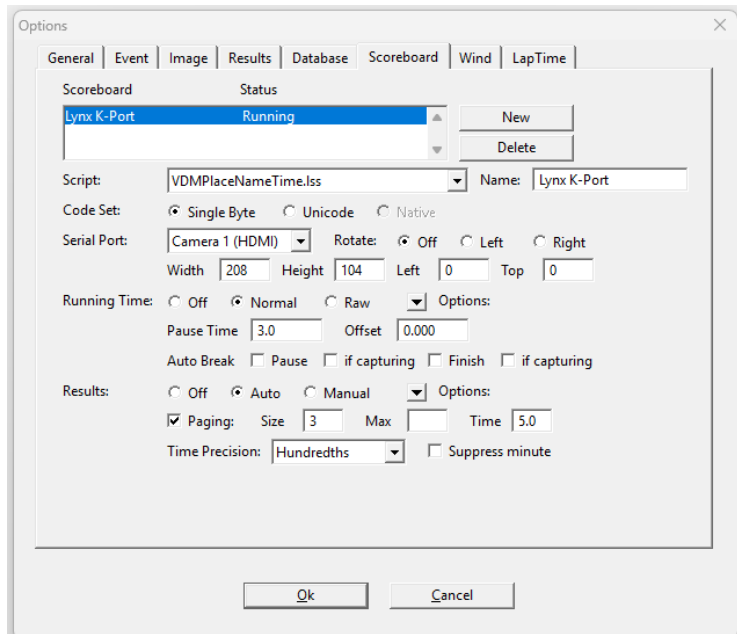 Options
General Event Image Results Database Scoreboard Wind LapTime
Scoreboard Status
Lynx K-Port Running
New
Delete
Script: VDMPlaceNameTime.lss Name: Lynx K-Port
Code Set: Single Byte Unicode Native
Serial Port: Camera 1 (HDMI) Rotate: Off Left Right
Width 208 Height 104 Left 0 Top 0
Running Time: Off Normal Raw Options:
Pause Time 3.0 Offset 0.000
Auto Break Pause if capturing Finish if capturing
Results: Off Auto Manual Options:
Paging: Size 3 Max Time 5.0
Time Precision: Hundredths Suppress minute
Ok Cancel